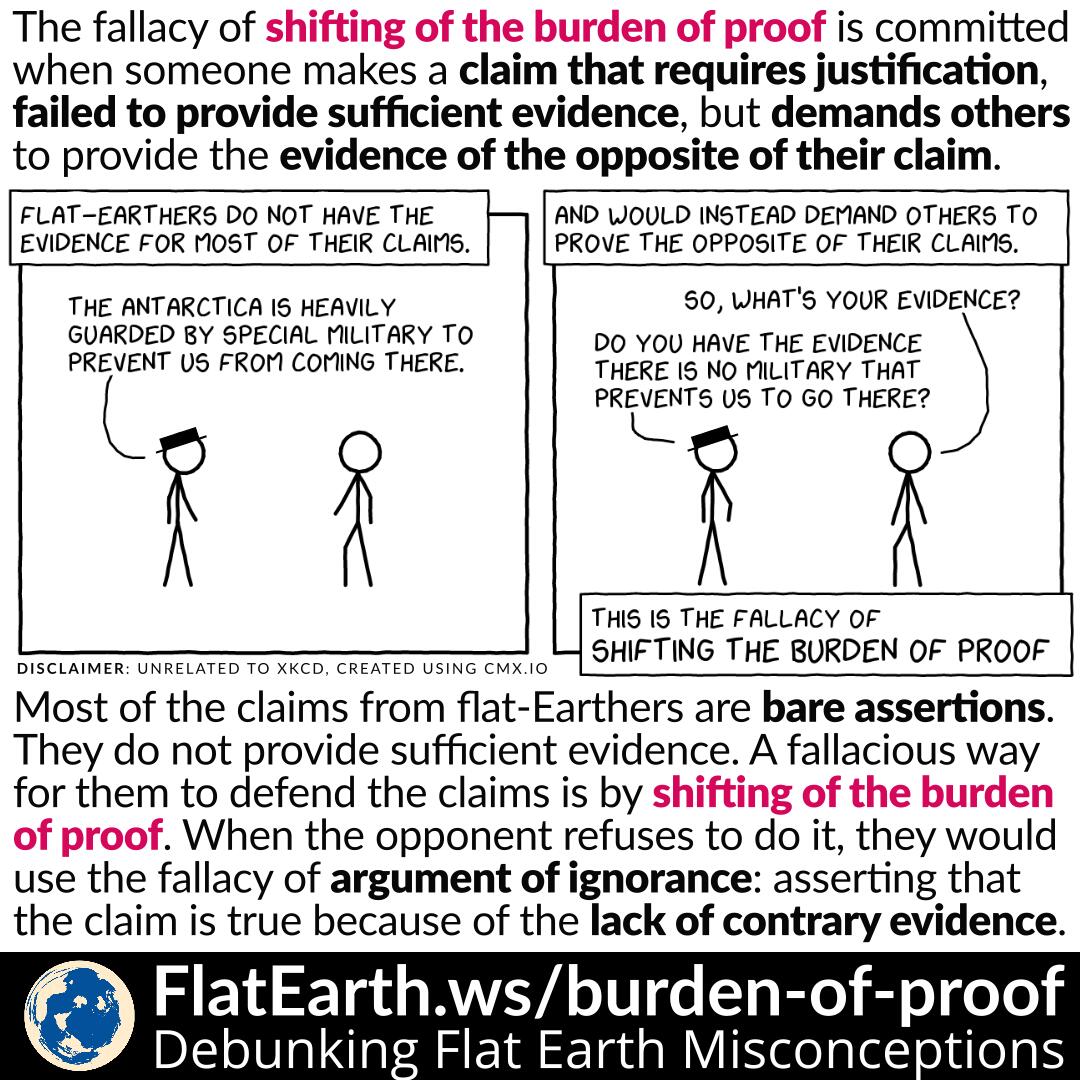 The fallacy of shifting of the burden of proof is committed
when someone makes a claim that requires justification,
failed to provide sufficient evidence, but demands others
to provide the evidence of the opposite of their claim.
FLAT-EARTHERS DO NOT HAVE THE
EVIDENCE FOR MOST OF THEIR CLAIMS.
THE ANTARCTICA IS HEAVILY
GUARDED BY SPECIAL MILITARY TO
PREVENT US FROM COMING THERE.
AND WOULD INSTEAD DEMAND OTHERS TO
PROVE THE OPPOSITE OF THEIR CLAIMS.
SO, WHAT'S YOUR EVIDENCE?
DO YOU HAVE THE EVIDENCE
THERE IS NO MILITARY THAT
PREVENTS US TO GO THERE?
THIS IS THE FALLACY OF
SHIFTING THE BURDEN OF PROOF
DISCLAIMER: UNRELATED TO XKCD, CREATED USING CMX.IO
Most of the claims from flat-Earthers are bare assertions.
They do not provide sufficient evidence. A fallacious way
for them to defend the claims is by shifting of the burden
of proof. When the opponent refuses to do it, they would
use the fallacy of argument of ignorance: asserting that
the claim is true because of the lack of contrary evidence.
FlatEarth.ws/burden-of-proof
Debunking Flat Earth Misconceptions